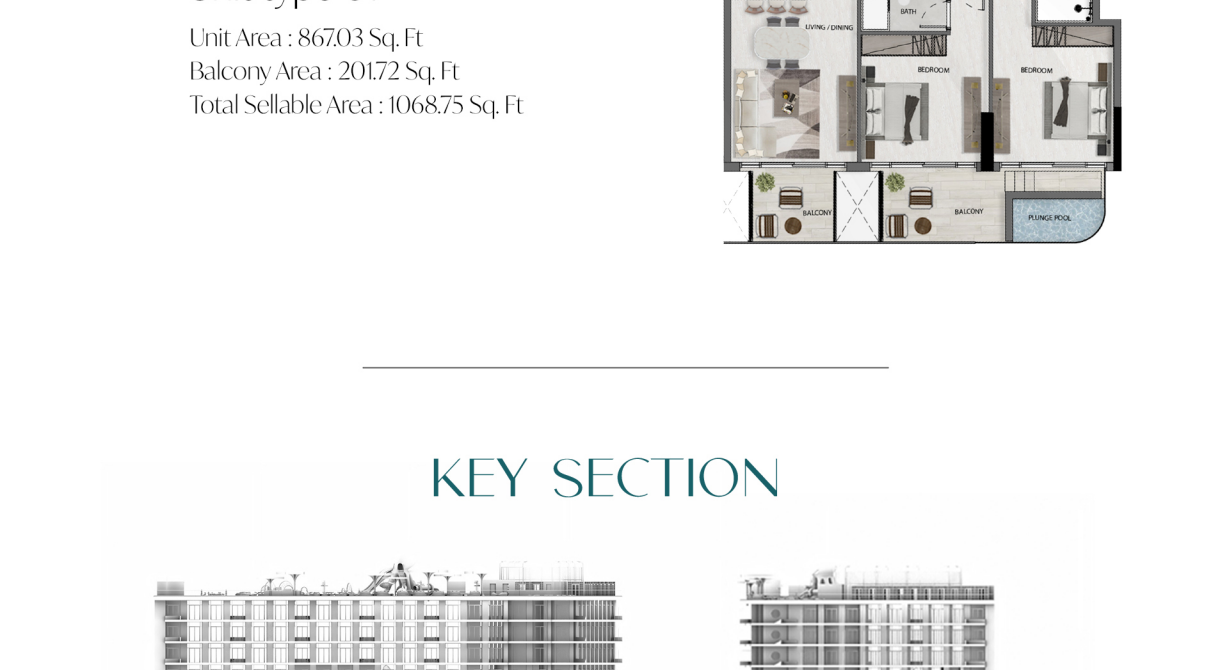 Unit Area : 867.03 Sq. Ft
Balcony Area : 201.72 Sq. Ft
Total Sellable Area : 1068.75 Sq. Ft
BATH
LIVING / DINING
BEDROOM
BEDROOM
BALCONY
BALCONY
PLUNGE POOL
KEY SECTION